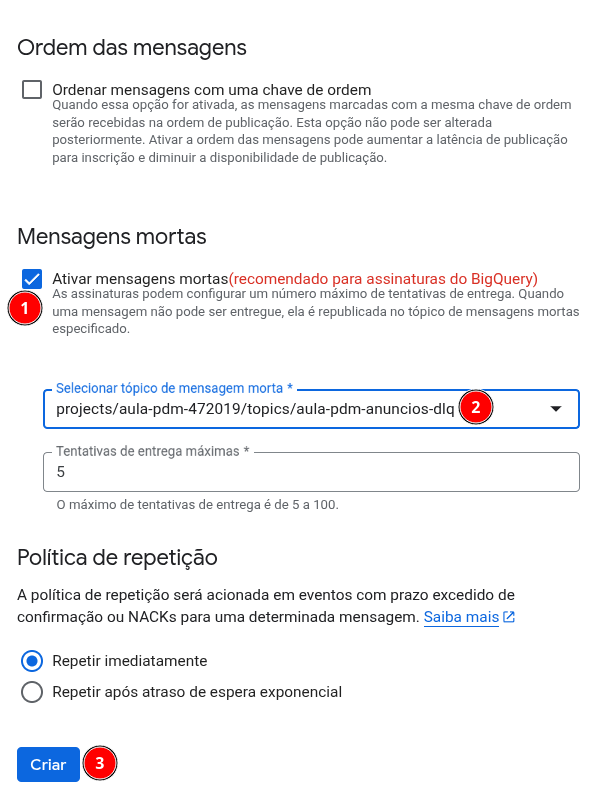 Ordem das mensagens
Ordenar mensagens com uma chave de ordem
Quando essa opção for ativada, as mensagens marcadas com a mesma chave de ordem
serão recebidas na ordem de publicação. Esta opção não pode ser alterada
posteriormente. Ativar a ordem das mensagens pode aumentar a latência de publicação
para inscrição e diminuir a disponibilidade de publicação.
Mensagens mortas
Ativar mensagens mortas(recomendado para assinaturas do BigQuery)
1
As assinaturas podem configurar um número máximo de tentativas de entrega. Quando
uma mensagem não pode ser entregue, ela é republicada no tópico de mensagens mortas
especificado.
Selecionar tópico de mensagem morta *
projects/aula-pdm-472019/topics/aula-pdm-anuncios-dlq 2
Tentativas de entrega máximas *
5
O máximo de tentativas de entrega é de 5 a 100.
Política de repetição
A política de repetição será acionada em eventos com prazo excedido de
confirmação ou NACKs para uma determinada mensagem. Saiba mais
Repetir imediatamente
Repetir após atraso de espera exponencial
Criar 3